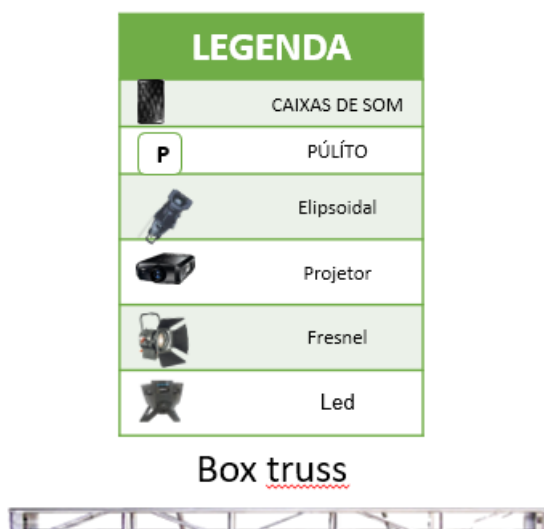 LEGENDA
CAIXAS DE SOM
P PÚLÍTO
Elipsoidal
Projetor
Fresnel
Led
Box truss